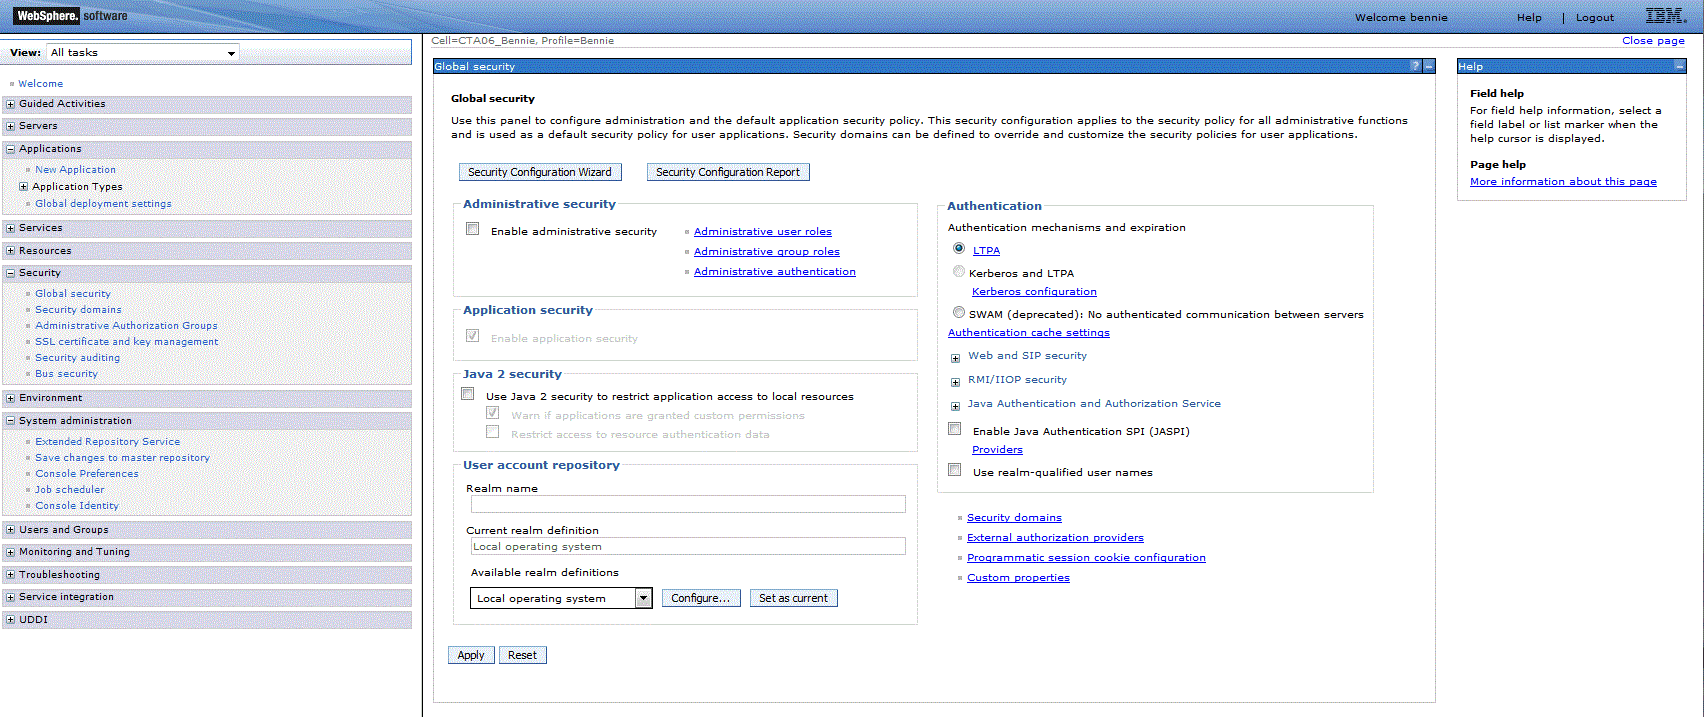 WebSphere. software
Welcome bennie
Help | Logout
IBM.
View: All tasks
Welcome
Guided Activities
Servers
Applications
New Application
Application Types
Global deployment settings
Services
Resources
Security
Global security
Security domains
Administrative Authorization Groups
SSL certificate and key management
Security auditing
Bus security
Environment
System administration
Extended Repository Service
Save changes to master repository
Console Preferences
Job scheduler
Console Identity
Users and Groups
Monitoring and Tuning
Troubleshooting
Service integration
UDDI
Cell=CTA06_Bennie, Profile=Bennie
Close page
Global security
?
Global security
Use this panel to configure administration and the default application security policy. This security configuration applies to the security policy for all administrative functions
and is used as a default security policy for user applications. Security domains can be defined to override and customize the security policies for user applications.
Security Configuration Wizard
Security Configuration Report
Administrative security
Enable administrative security
Administrative user roles
Administrative group roles
Administrative authentication
Application security
Enable application security
Java 2 security
Use Java 2 security to restrict application access to local resources
Warn if applications are granted custom permissions
Restrict access to resource authentication data
User account repository
Realm name
Current realm definition
Local operating system
Available realm definitions
Local operating system
Configure...
Set as current
Apply
Reset
Authentication
Authentication mechanisms and expiration
LTPA
Kerberos and LTPA
Kerberos configuration
SWAM (deprecated): No authenticated communication between servers
Authentication cache settings
Web and SIP security
RMI/IIOP security
Java Authentication and Authorization Service
Enable Java Authentication SPI (JASPI)
Providers
Use realm-qualified user names
Security domains
External authorization providers
Programmatic session cookie configuration
Custom properties
Help
Field help
For field help information, select a
field label or list marker when the
help cursor is displayed.
Page help
More information about this page